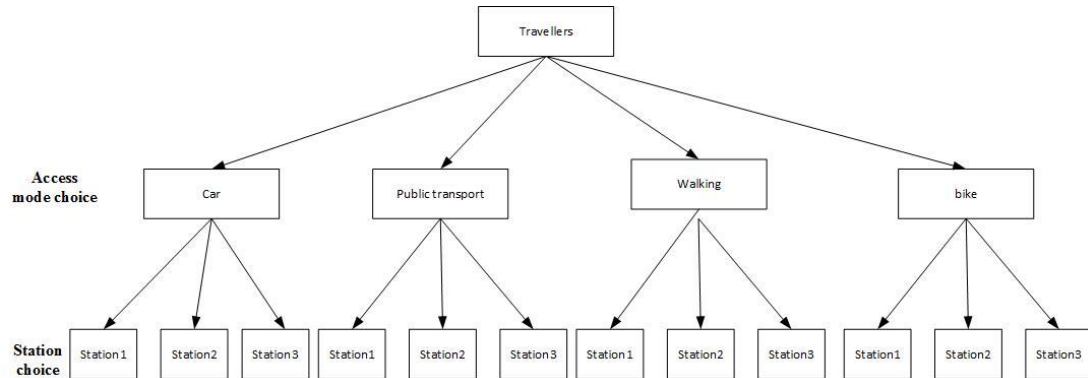 Travellers
Access
mode choice
Car
Public transport
Walking
bike
Station
choice
Station1
Station2
Station3
Station1
Station2
Station3
Station1
Station2
Station3
Station1
Station2
Station3